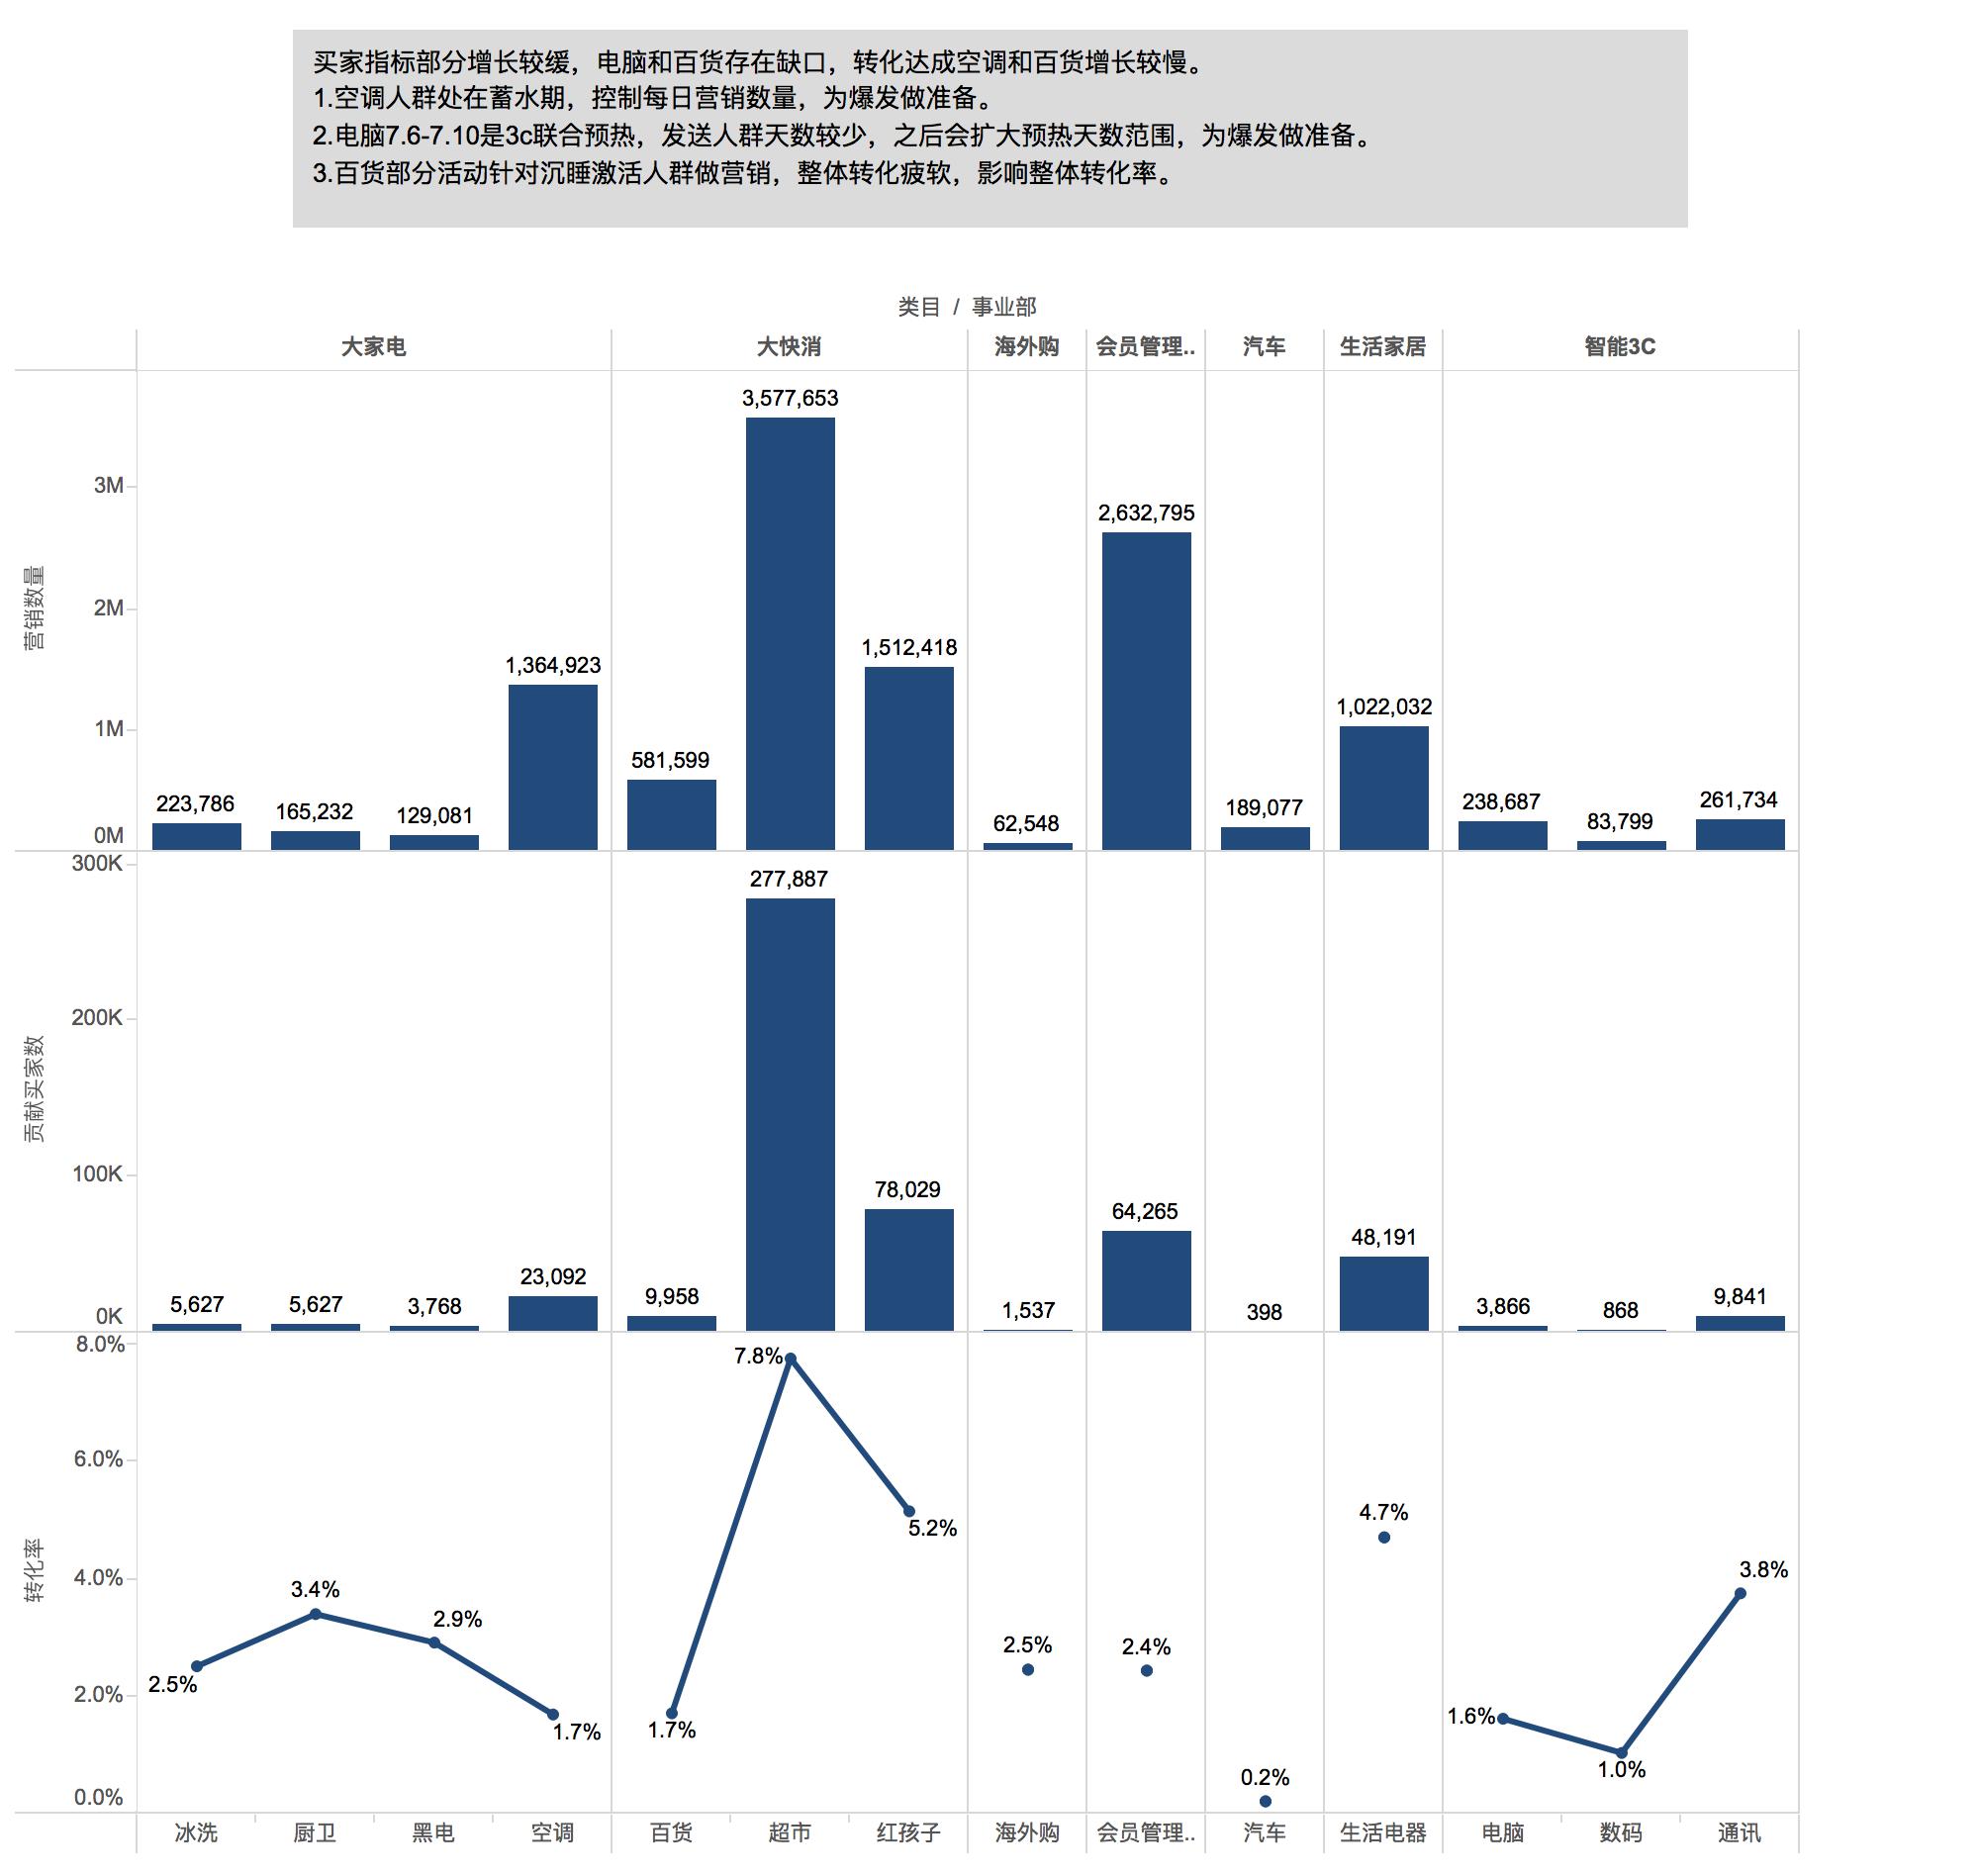 买家指标部分增长较缓，电脑和百货存在缺口，转化达成空调和百货增长较慢。
1.空调人群处在蓄水期，控制每日营销数量，为爆发做准备。
2.电脑7.6-7.10是3c联合预热，发送人群天数较少，之后会扩大预热天数范围，为爆发做准备。
3.百货部分活动针对沉睡激活人群做营销，整体转化疲软，影响整体转化率。
类目 / 事业部
大家电 大快消 海外购 会员管理.. 汽车 生活家居 智能3C
营销数量
3M
2M
1M
0M
223,786 165,232 129,081 1,364,923 581,599 3,577,653 1,512,418 62,548 2,632,795 189,077 1,022,032 238,687 83,799 261,734
贡献买家数
300K
200K
100K
0K
5,627 5,627 3,768 23,092 9,958 277,887 78,029 1,537 64,265 398 48,191 3,866 868 9,841
转化率
8.0%
6.0%
4.0%
2.0%
0.0%
2.5% 3.4% 2.9% 1.7% 1.7% 7.8% 5.2% 2.5% 2.4% 0.2% 4.7% 1.6% 1.0% 3.8%
冰洗 厨卫 黑电 空调 百货 超市 红孩子 海外购 会员管理.. 汽车 生活电器 电脑 数码 通讯